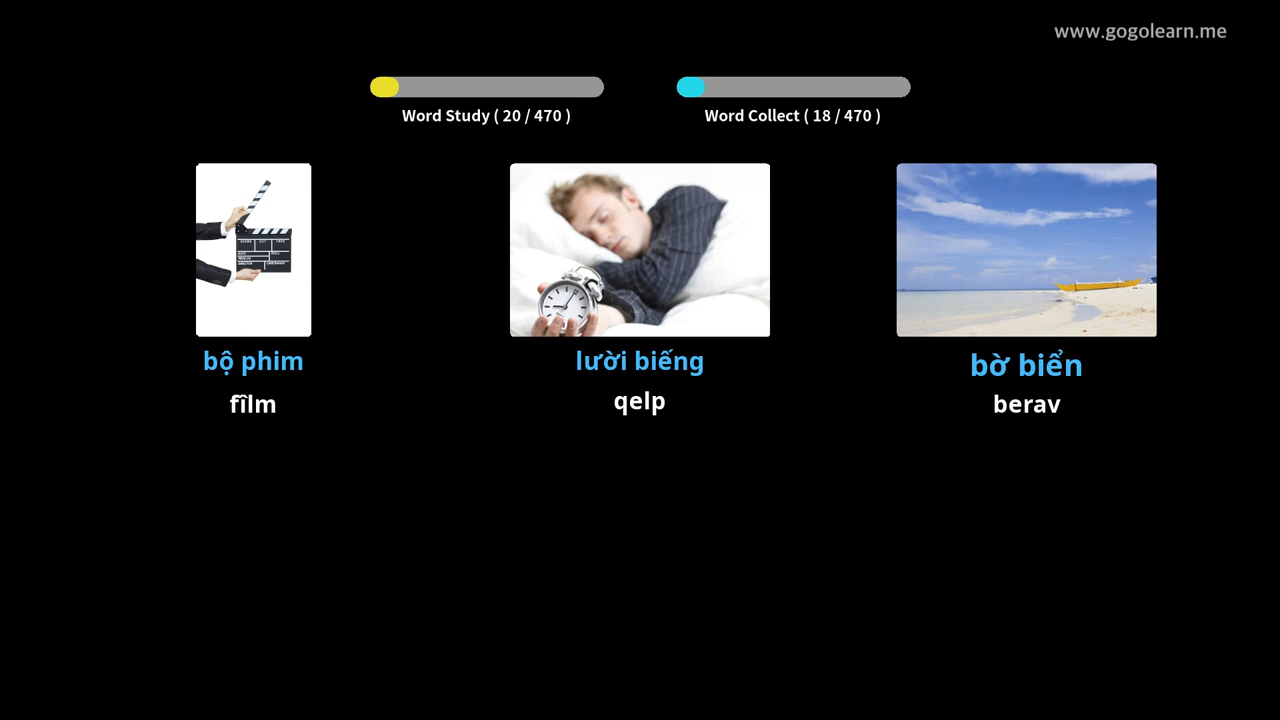 www.gogolearn.me
Word Study ( 20 / 470 )
Word Collect ( 18 / 470 )
bộ phim
lười biếng
bờ biển
fîlm
qelp
berav